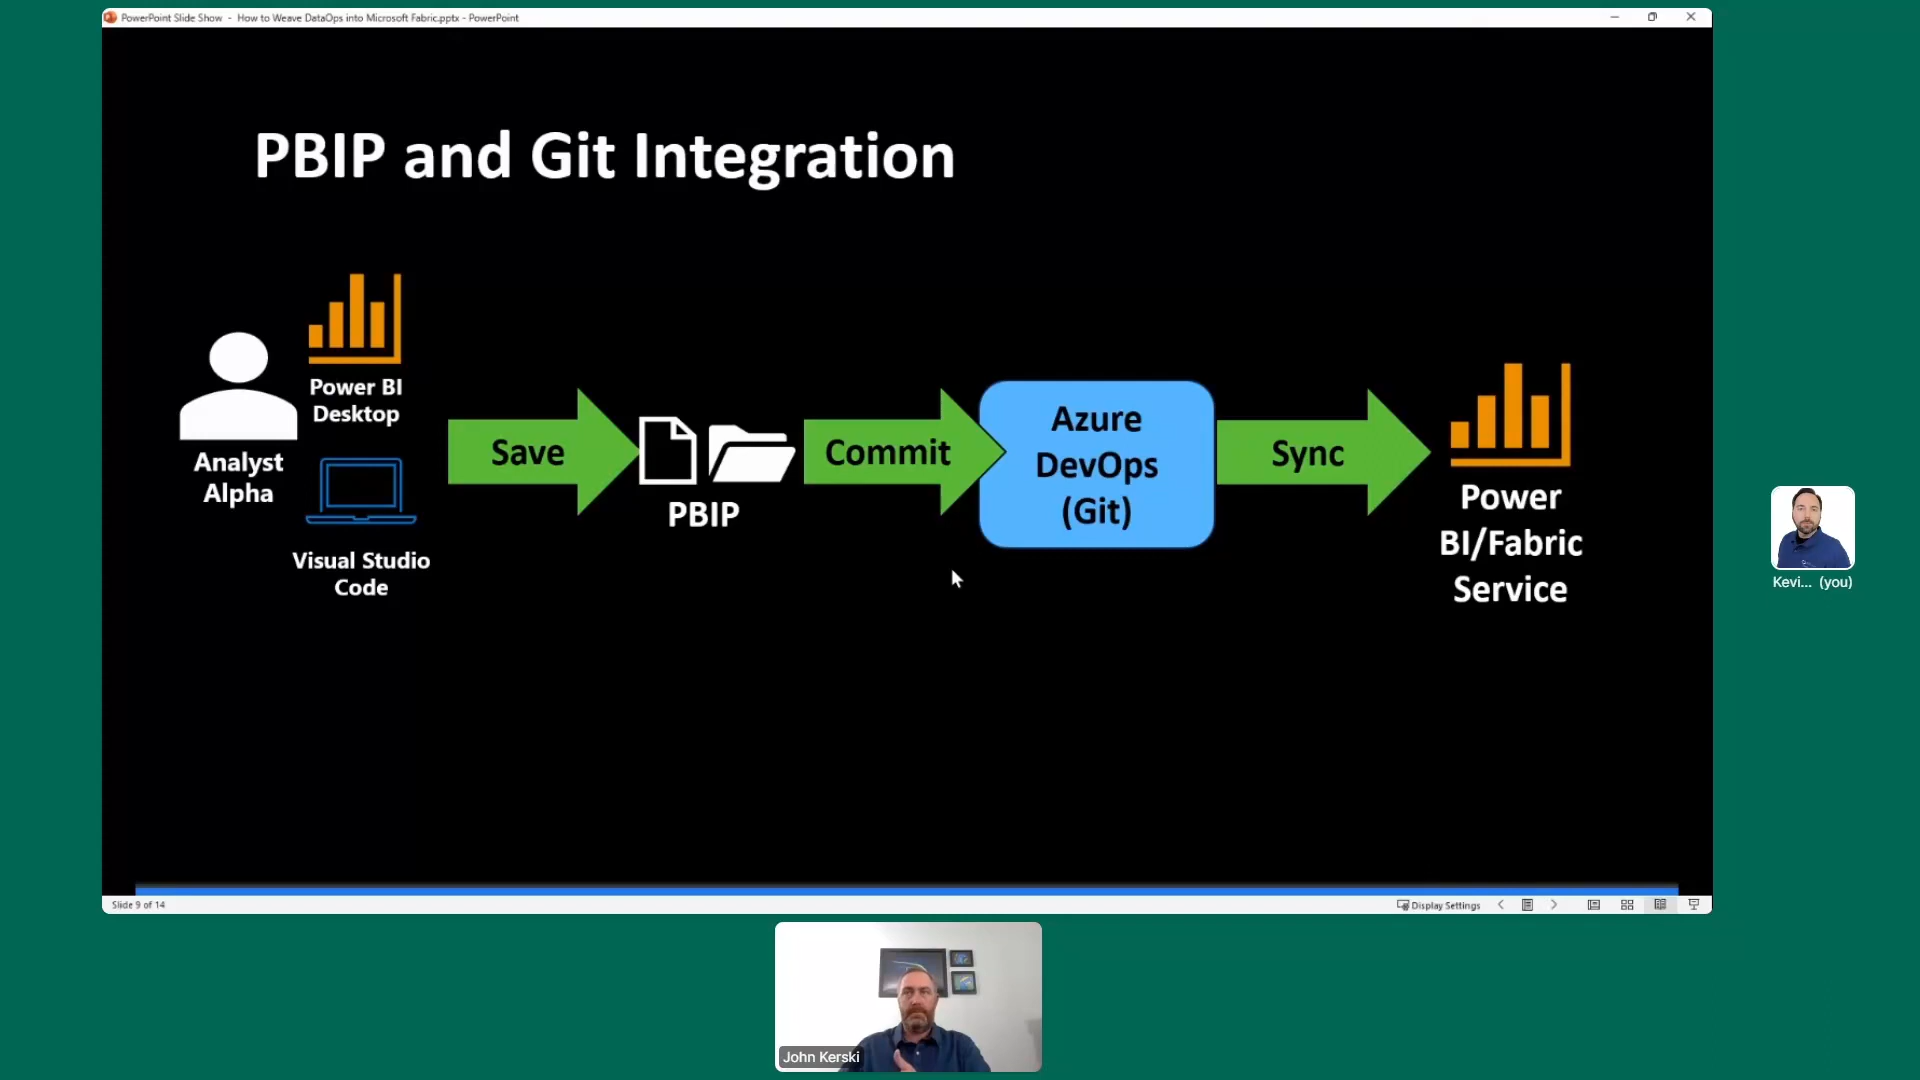 PowerPoint Slide Show - How to Weave DataOps into Microsoft Fabric.pptx - PowerPoint
PBIP and Git Integration
Analyst
Alpha
Power BI
Desktop
Visual Studio
Code
Save
PBIP
Commit
Azure
DevOps
(Git)
Sync
Power
BI/Fabric
Service
Kevi... (you)
Slide 9 of 14
Display Settings
John Kerski